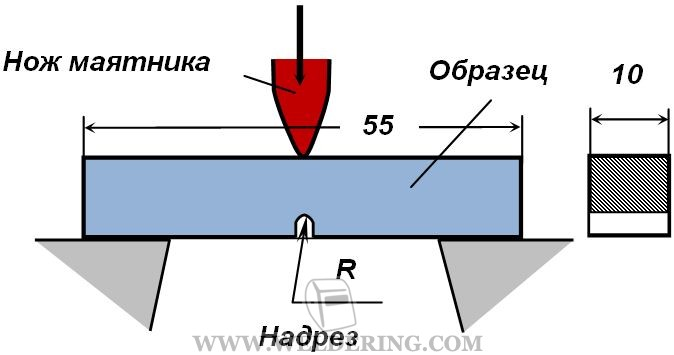 Нож маятника
Образец
10
55
R
Надрез
WWW.WELDERING.COM